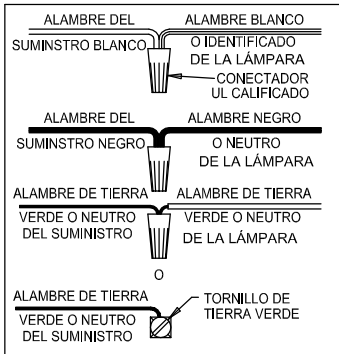 ALAMBRE DEL ALAMBRE BLANCO
SUMINSTRO BLANCO O IDENTIFICADO
DE LA LÁMPARA
CONECTADOR
UL CALIFICADO
ALAMBRE DEL ALAMBRE NEGRO
SUMINSTRO NEGRO O NEUTRO
DE LA LÁMPARA
ALAMBRE DE TIERRA ALAMBRE DE TIERRA
VERDE O NEUTRO VERDE O NEUTRO
DEL SUMINISTRO DE LA LÁMPARA
O
ALAMBRE DE TIERRA TORNILLO DE
VERDE O NEUTRO TIERRA VERDE
DEL SUMINISTRO